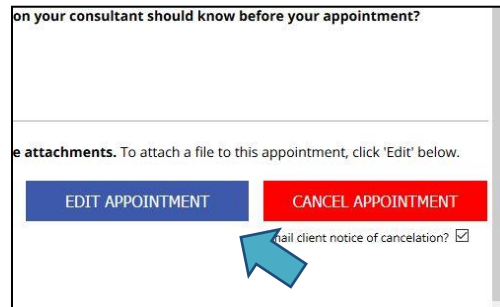 on your consultant should know before your appointment?
e attachments. To attach a file to this appointment, click 'Edit' below.
EDIT APPOINTMENT
CANCEL APPOINTMENT
client notice of cancelation?